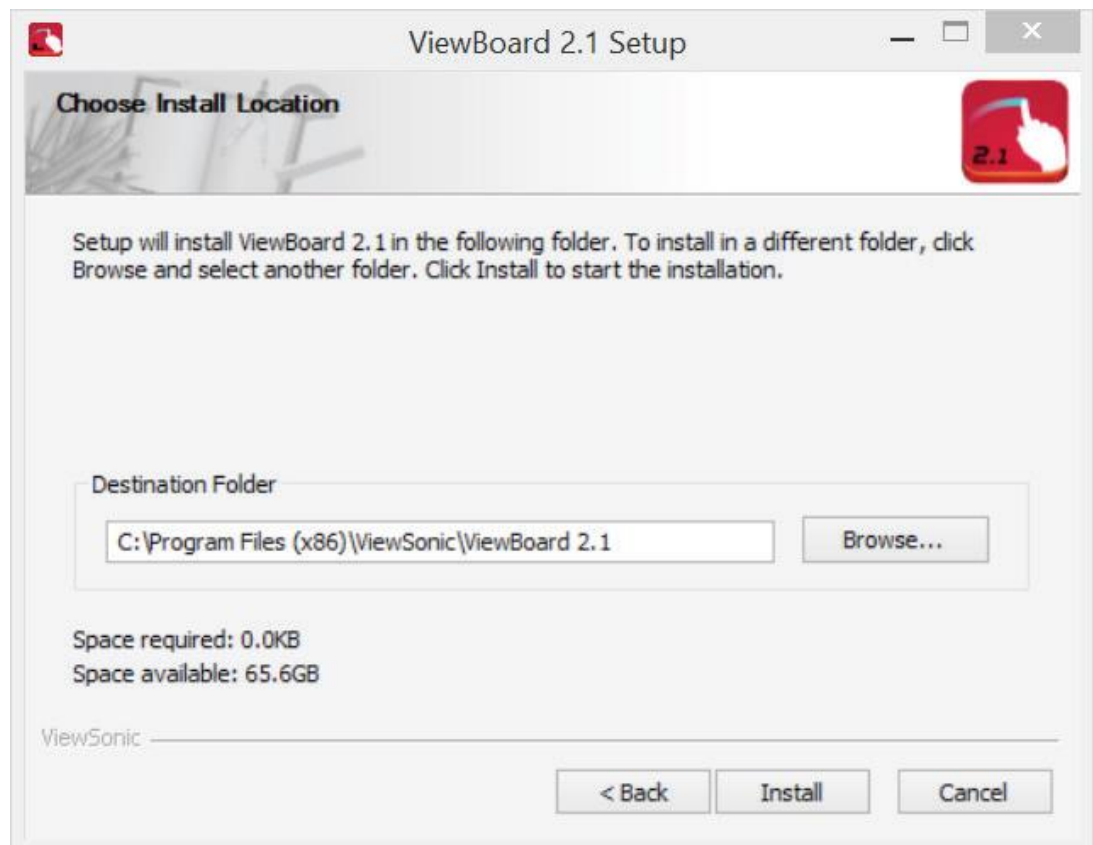 ViewBoard 2.1 Setup
Choose Install Location
2.1
Setup will install ViewBoard 2.1 in the following folder. To install in a different folder, click
Browse and select another folder. Click Install to start the installation.
Destination Folder
C:\Program Files (x86)\ViewSonic\ViewBoard 2.1
Browse...
Space required: 0.0KB
Space available: 65.6GB
ViewSonic
< Back
Install
Cancel